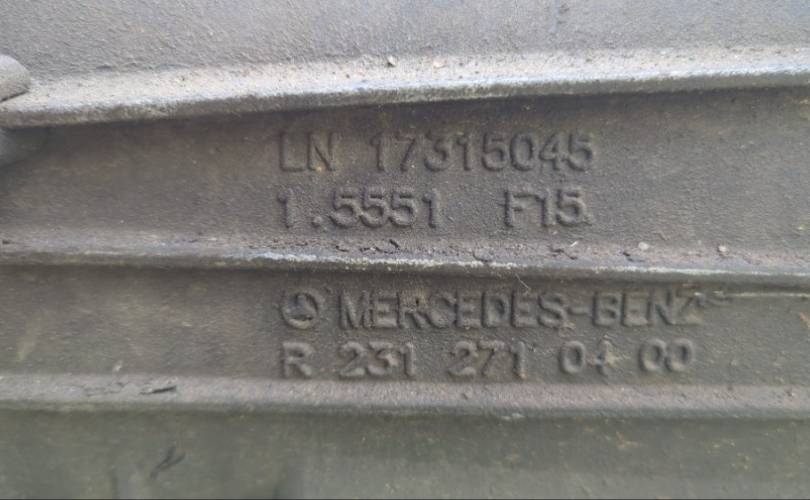 LN 17315045
1.5551 F15
MERCEDES-BENZ
R 231 271 04 00